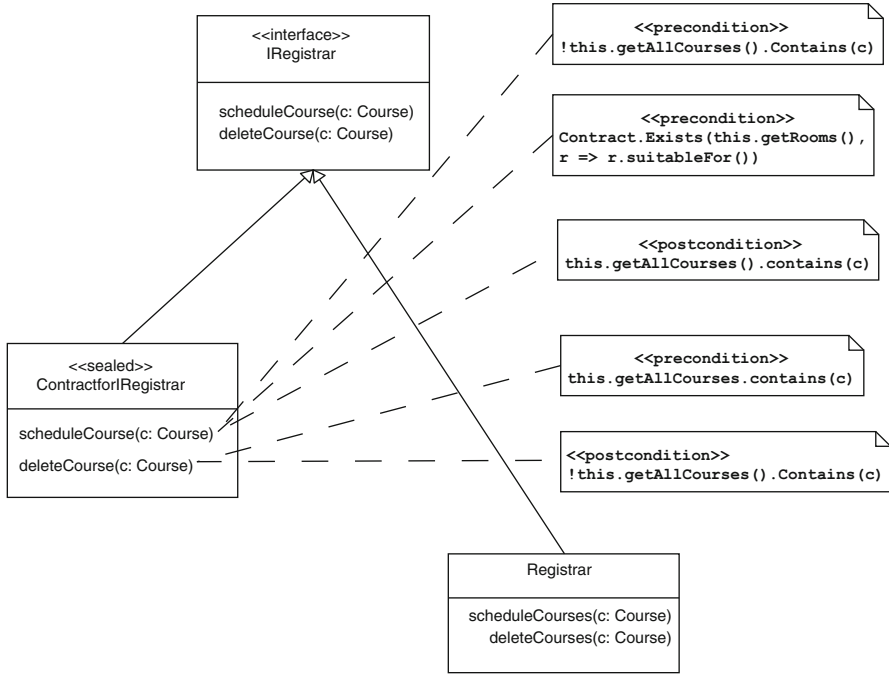 <<interface>>
IRegistrar
scheduleCourse(c: Course)
deleteCourse(c: Course)
<<precondition>>
!this.getAllCourses().Contains(c)
<<precondition>>
Contract.Exists(this.getRooms(),
r => r.suitableFor())
<<postcondition>>
this.getAllCourses().contains(c)
<<sealed>>
ContractforIRegistrar
scheduleCourse(c: Course)
deleteCourse(c: Course)
<<precondition>>
this.getAllCourses.contains(c)
<<postcondition>>
!this.getAllCourses().Contains(c)
Registrar
scheduleCourses(c: Course)
deleteCourses(c: Course)